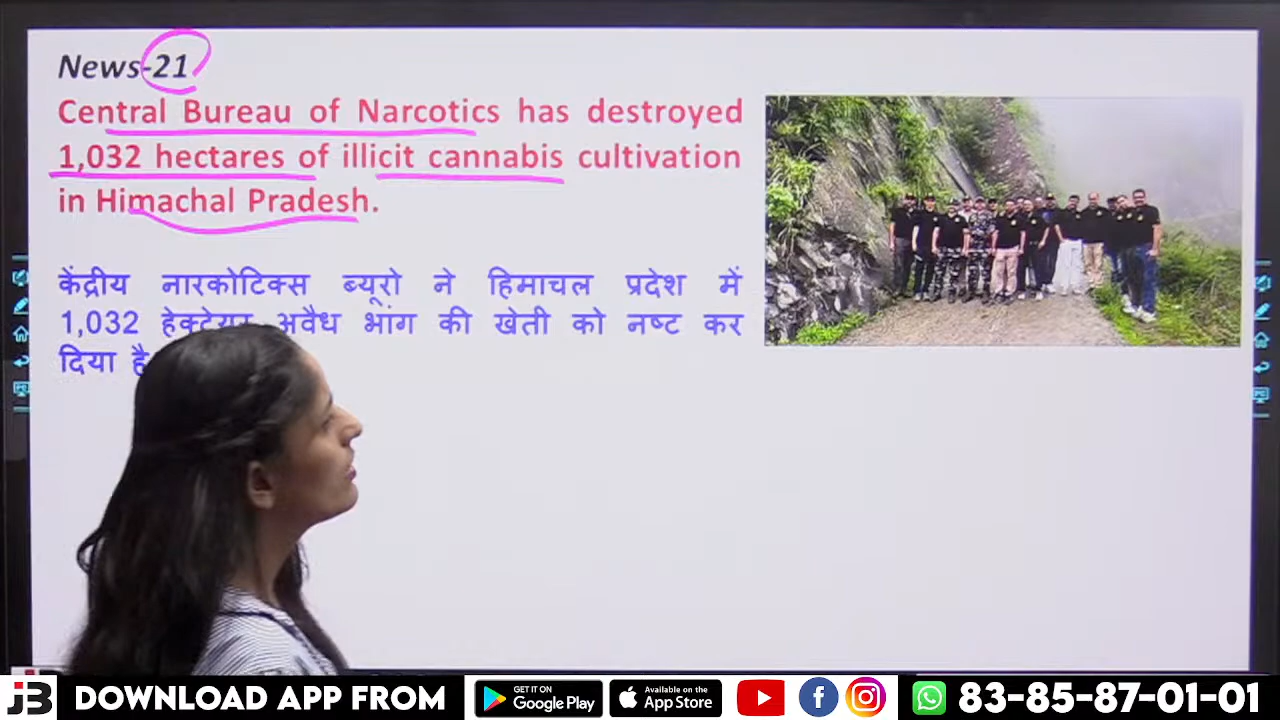 News-21
Central Bureau of Narcotics has destroyed
1,032 hectares of illicit cannabis cultivation
in Himachal Pradesh.
केंद्रीय नारकोटिक्स ब्यूरो ने हिमाचल प्रदेश में
1,032 हेक्टेयर अवैध भांग की खेती को नष्ट कर
दिया है
JB DOWNLOAD APP FROM GET IT ON Google Play Available on the App Store 83-85-87-01-01